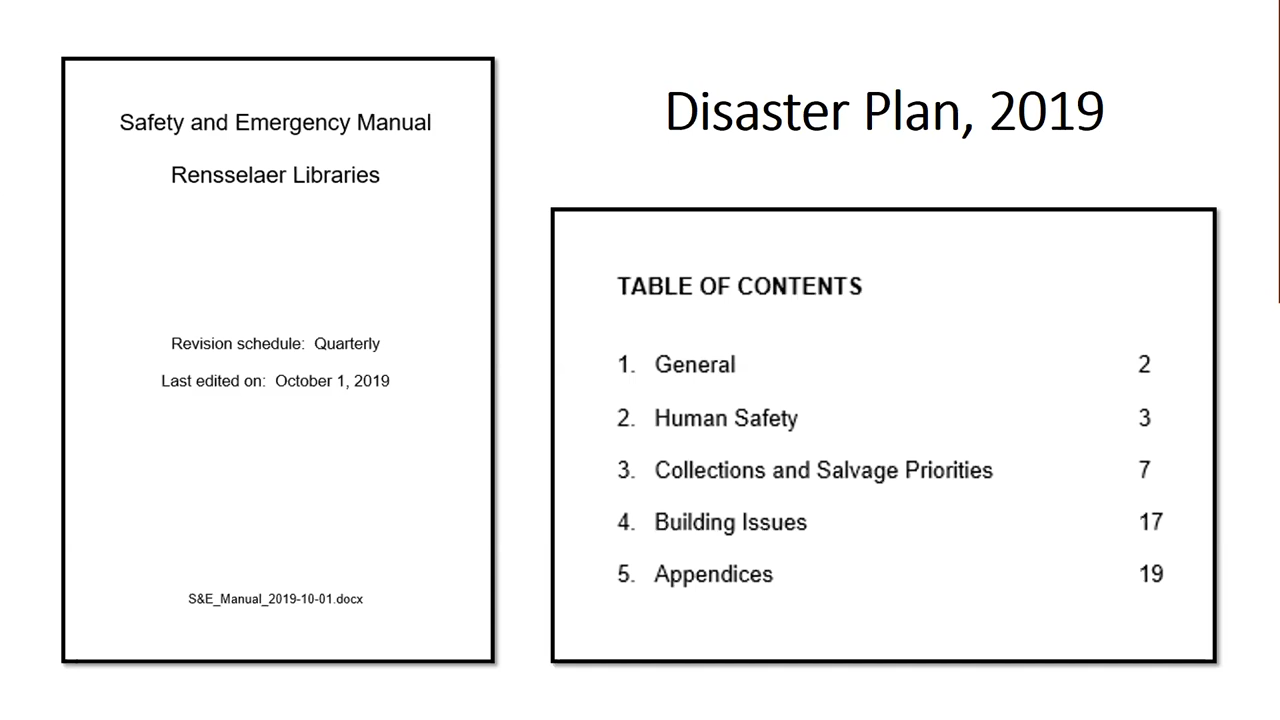 Safety and Emergency Manual
Rensselaer Libraries
Revision schedule: Quarterly
Last edited on: October 1, 2019
S&E_Manual_2019-10-01.docx
Disaster Plan, 2019
TABLE OF CONTENTS
1. General 2
2. Human Safety 3
3. Collections and Salvage Priorities 7
4. Building Issues 17
5. Appendices 19